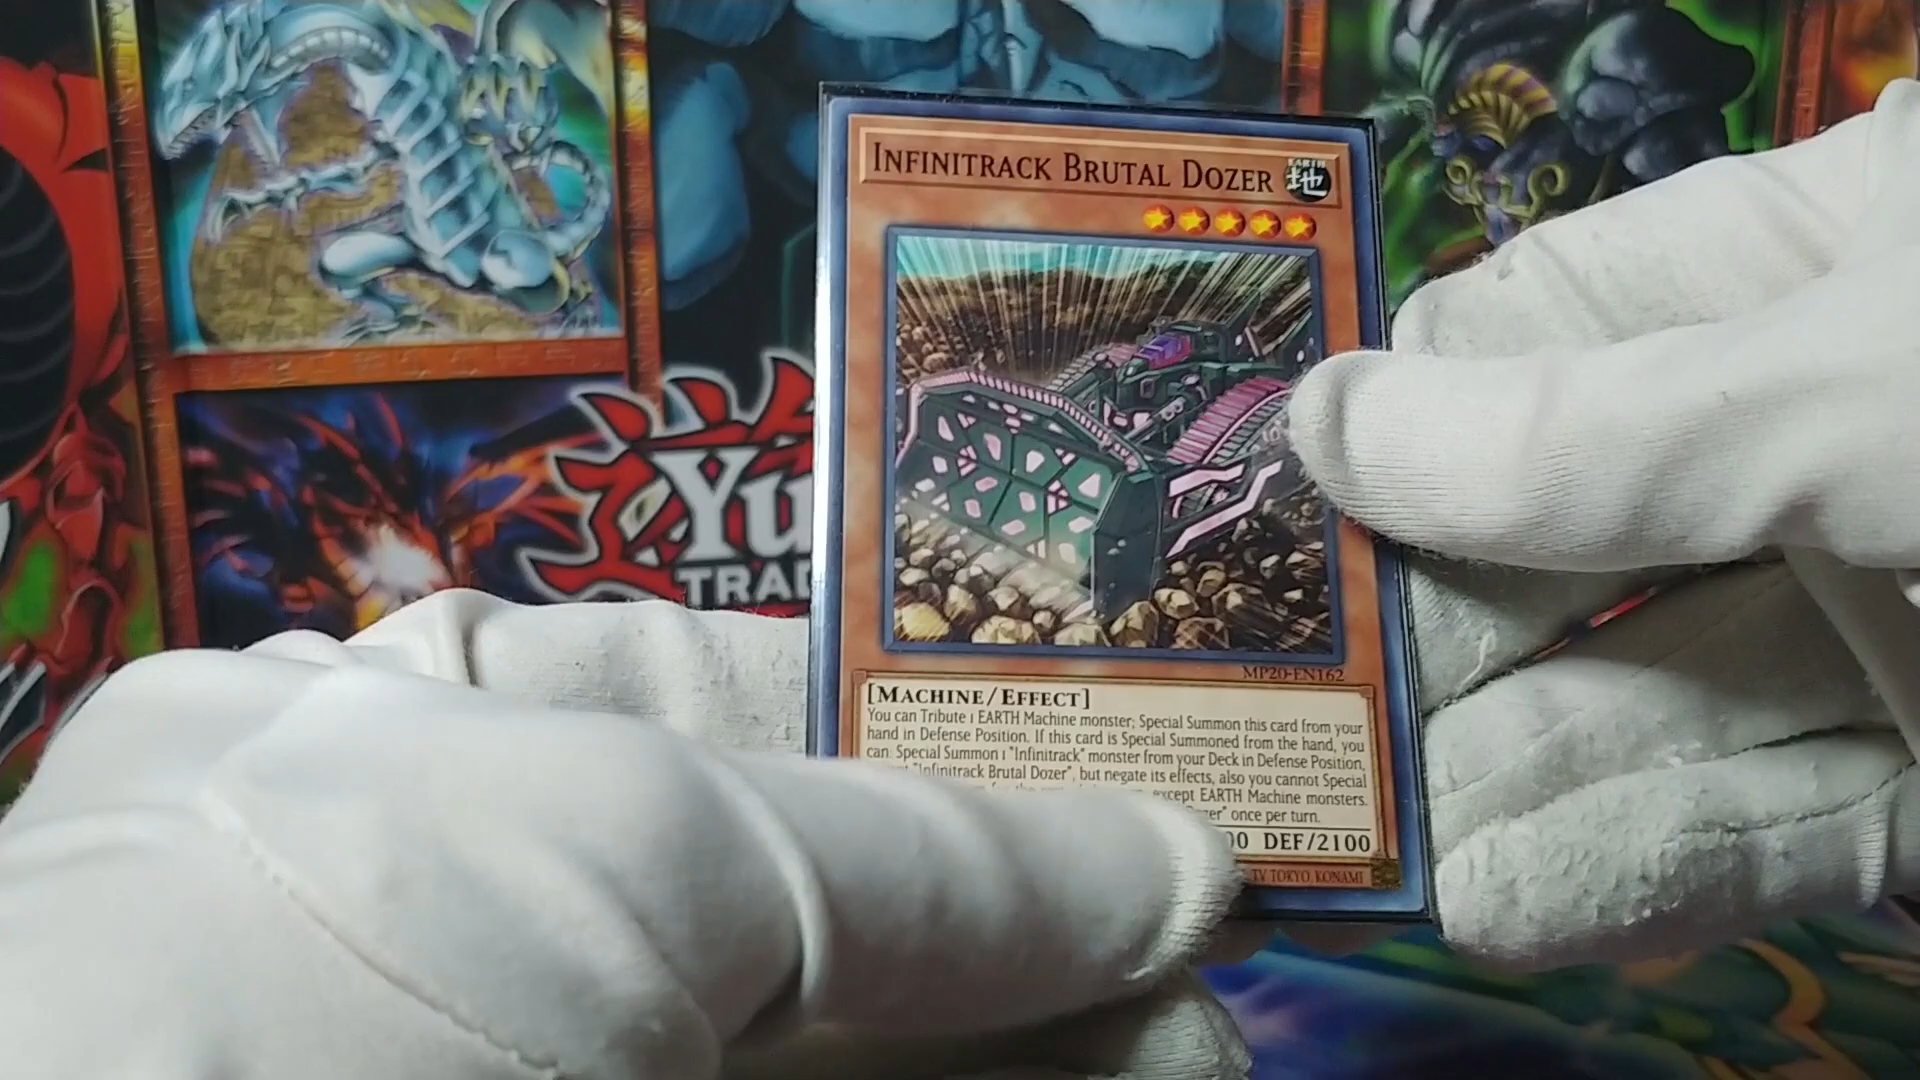 INFINITRACK BRUTAL DOZER
EARTH
地
Yu
TRAD
MP20-EN162
[MACHINE/EFFECT]
You can Tribute 1 EARTH Machine monster; Special Summon this card from your
hand in Defense Position. If this card is Special Summoned from the hand, you
can: Special Summon 1 "Infinitrack" monster from your Deck in Defense Position,
"Infinitrack Brutal Dozer", but negate its effects, also you cannot Special
except EARTH Machine monsters.
once per turn.
00 DEF/2100
TV TOKYO, KONAMI